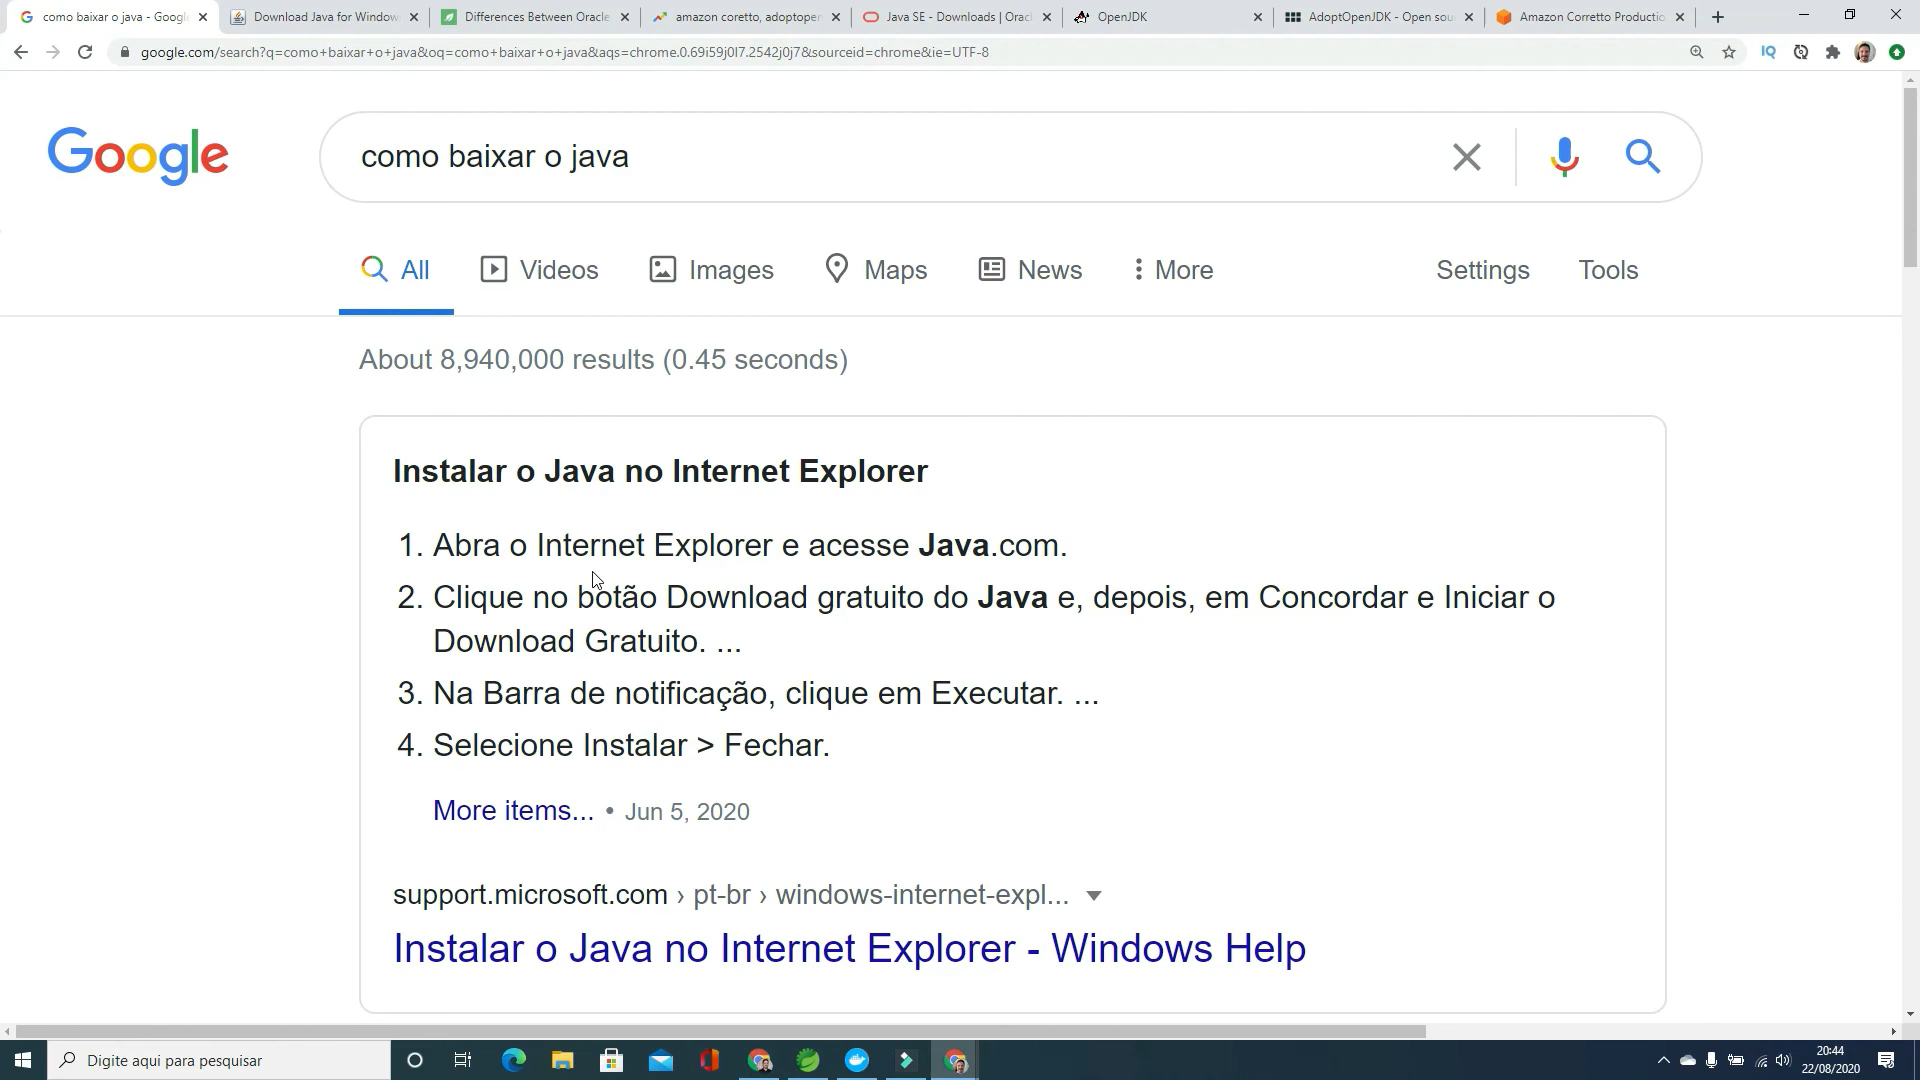 como baixar o java - Googl
Download Java for Window
Differences Between Oracle
amazon coretto, adoptoper
Java SE - Downloads | Orac
OpenJDK
AdoptOpenJDK - Open sou
Amazon Corretto Productio
google.com/search?q=como+baixar+o+java&oq=como+baixar+o+java&aqs=chrome.0.69i59j0l7.2542j0j7&sourceid=chrome&ie=UTF-8
IQ
Google
como baixar o java
All
Videos
Images
Maps
News
More
Settings
Tools
About 8,940,000 results (0.45 seconds)
Instalar o Java no Internet Explorer
1. Abra o Internet Explorer e acesse Java.com.
2. Clique no botão Download gratuito do Java e, depois, em Concordar e Iniciar o
Download Gratuito. ...
3. Na Barra de notificação, clique em Executar. ...
4. Selecione Instalar > Fechar.
More items... • Jun 5, 2020
support.microsoft.com › pt-br › windows-internet-expl...
Instalar o Java no Internet Explorer - Windows Help
Digite aqui para pesquisar
20:44
22/08/2020